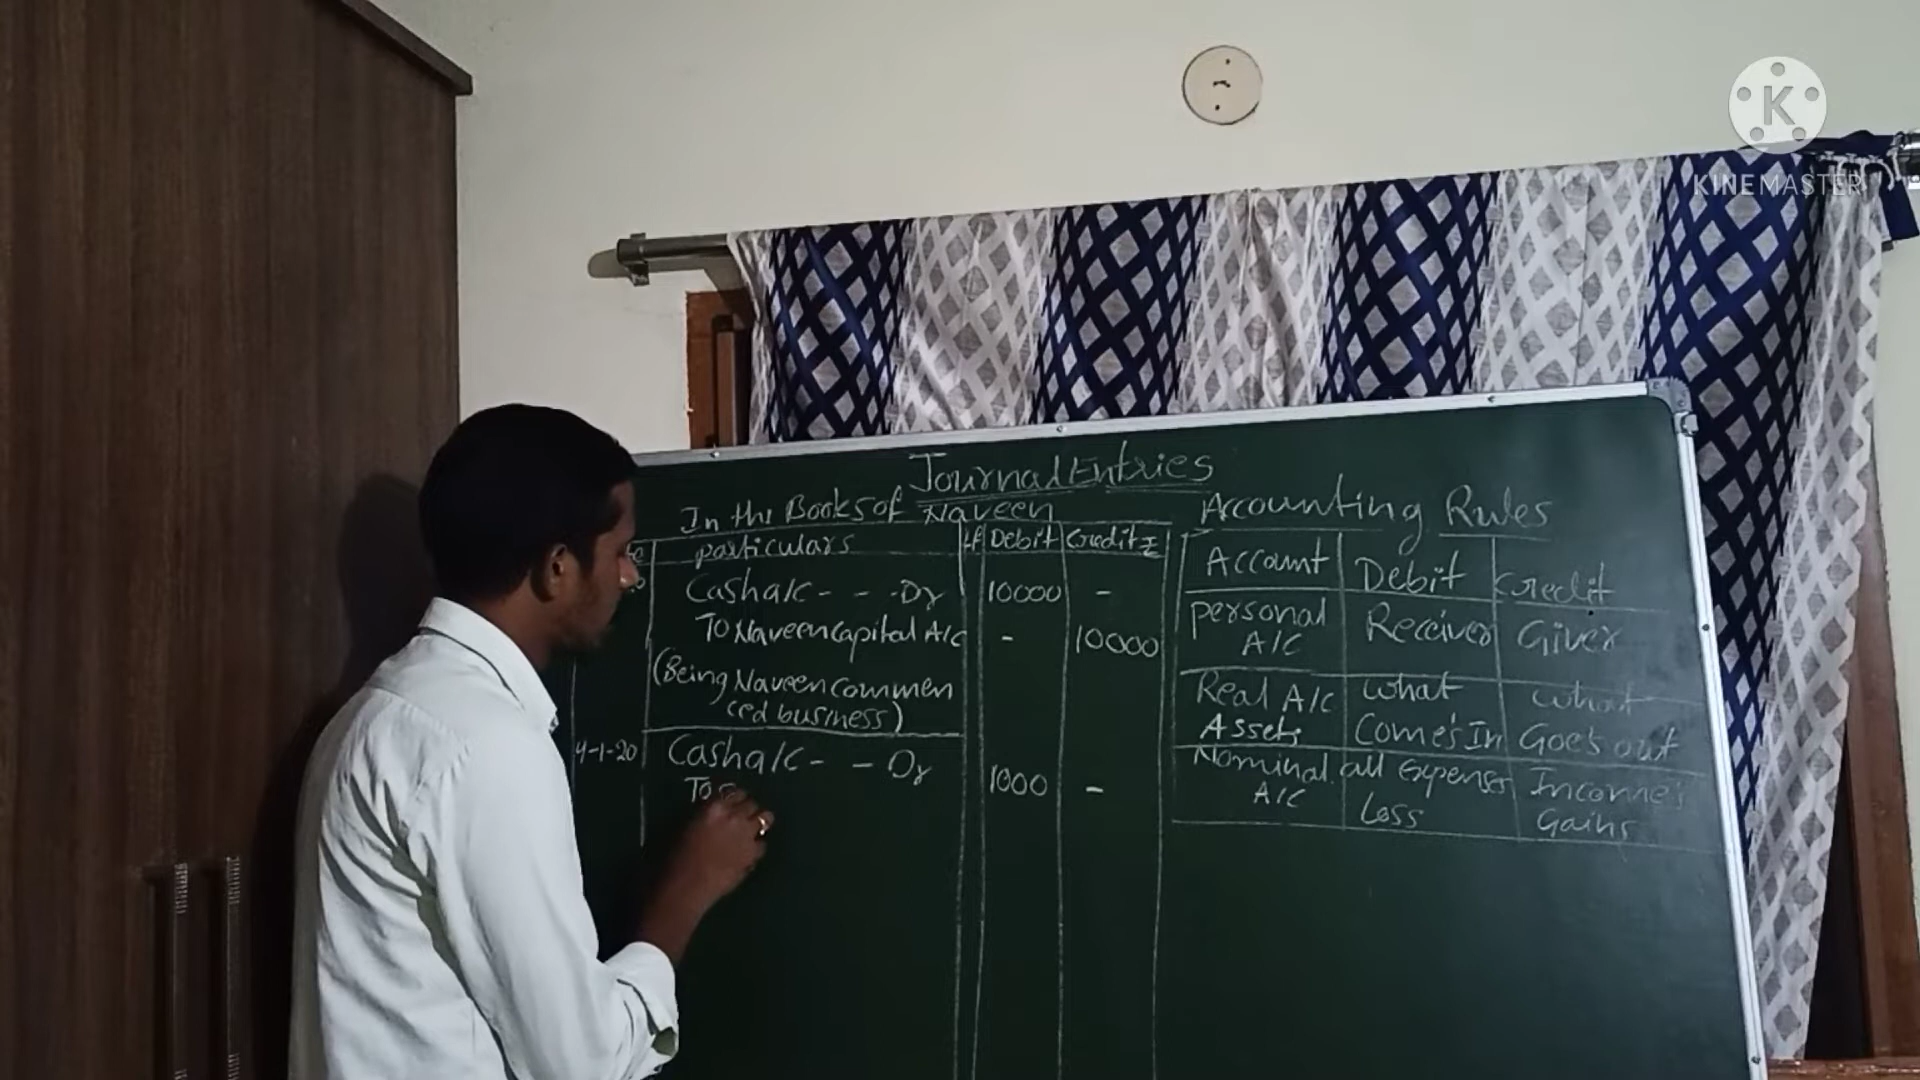 K
KINEMASTER
Journal Entries
In the Books of Naveen
particulars LF Debit Credit
Cash a/c - - - Dr 10000 -
To Naveen capital A/c - 10000
(Being Naveen commen
ced business)
4-1-20 Cash a/c - - Dr 1000 -
To
Accounting Rules
Account Debit Credit
personal A/C Receiver Giver
Real A/C Assets what Comes In what Goes out
Nominal A/C all Expenses Loss Incomes Gains